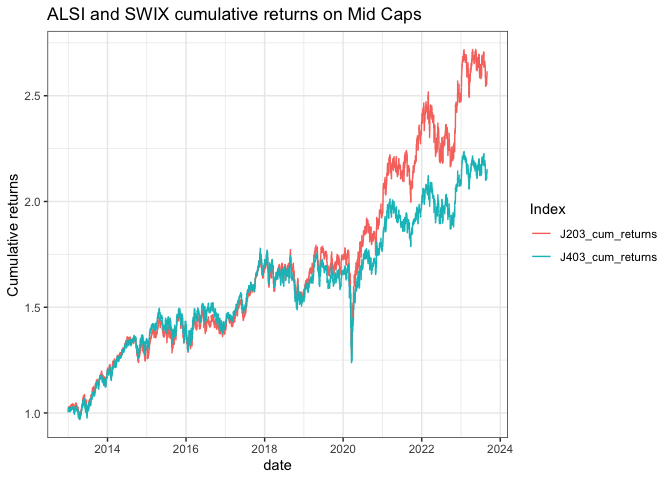 ALSI and SWIX cumulative returns on Mid Caps
Cumulative returns
2.5
2.0
1.5
1.0
2014 2016 2018 2020 2022 2024
date
Index
J203_cum_returns
J403_cum_returns